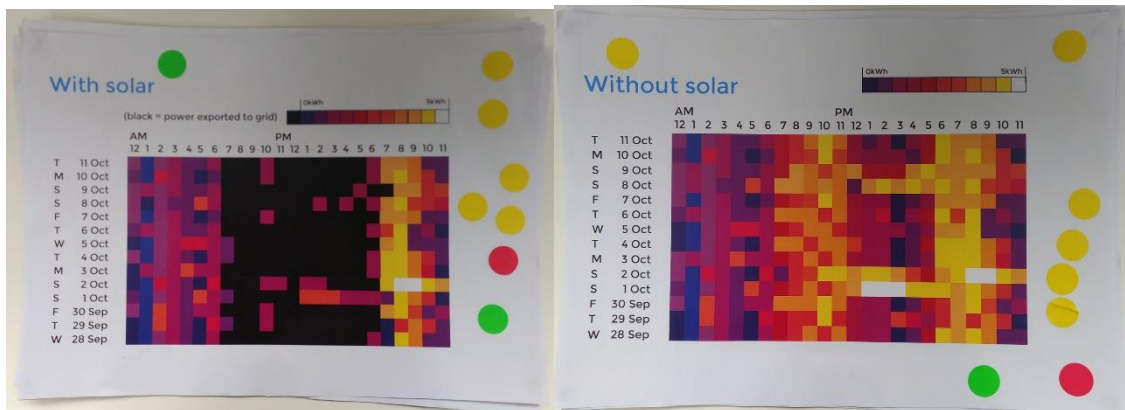 With solar
0kWh 5kWh
(black = power exported to grid)
AM PM
12 1 2 3 4 5 6 7 8 9 10 11 12 1 2 3 4 5 6 7 8 9 10 11
T 11 Oct
M 10 Oct
S 9 Oct
S 8 Oct
F 7 Oct
T 6 Oct
W 5 Oct
T 4 Oct
M 3 Oct
S 2 Oct
S 1 Oct
F 30 Sep
T 29 Sep
W 28 Sep
Without solar
0kWh 5kWh
AM PM
12 1 2 3 4 5 6 7 8 9 10 11 12 1 2 3 4 5 6 7 8 9 10 11
T 11 Oct
M 10 Oct
S 9 Oct
S 8 Oct
F 7 Oct
T 6 Oct
W 5 Oct
T 4 Oct
M 3 Oct
S 2 Oct
S 1 Oct
F 30 Sep
T 29 Sep
W 28 Sep